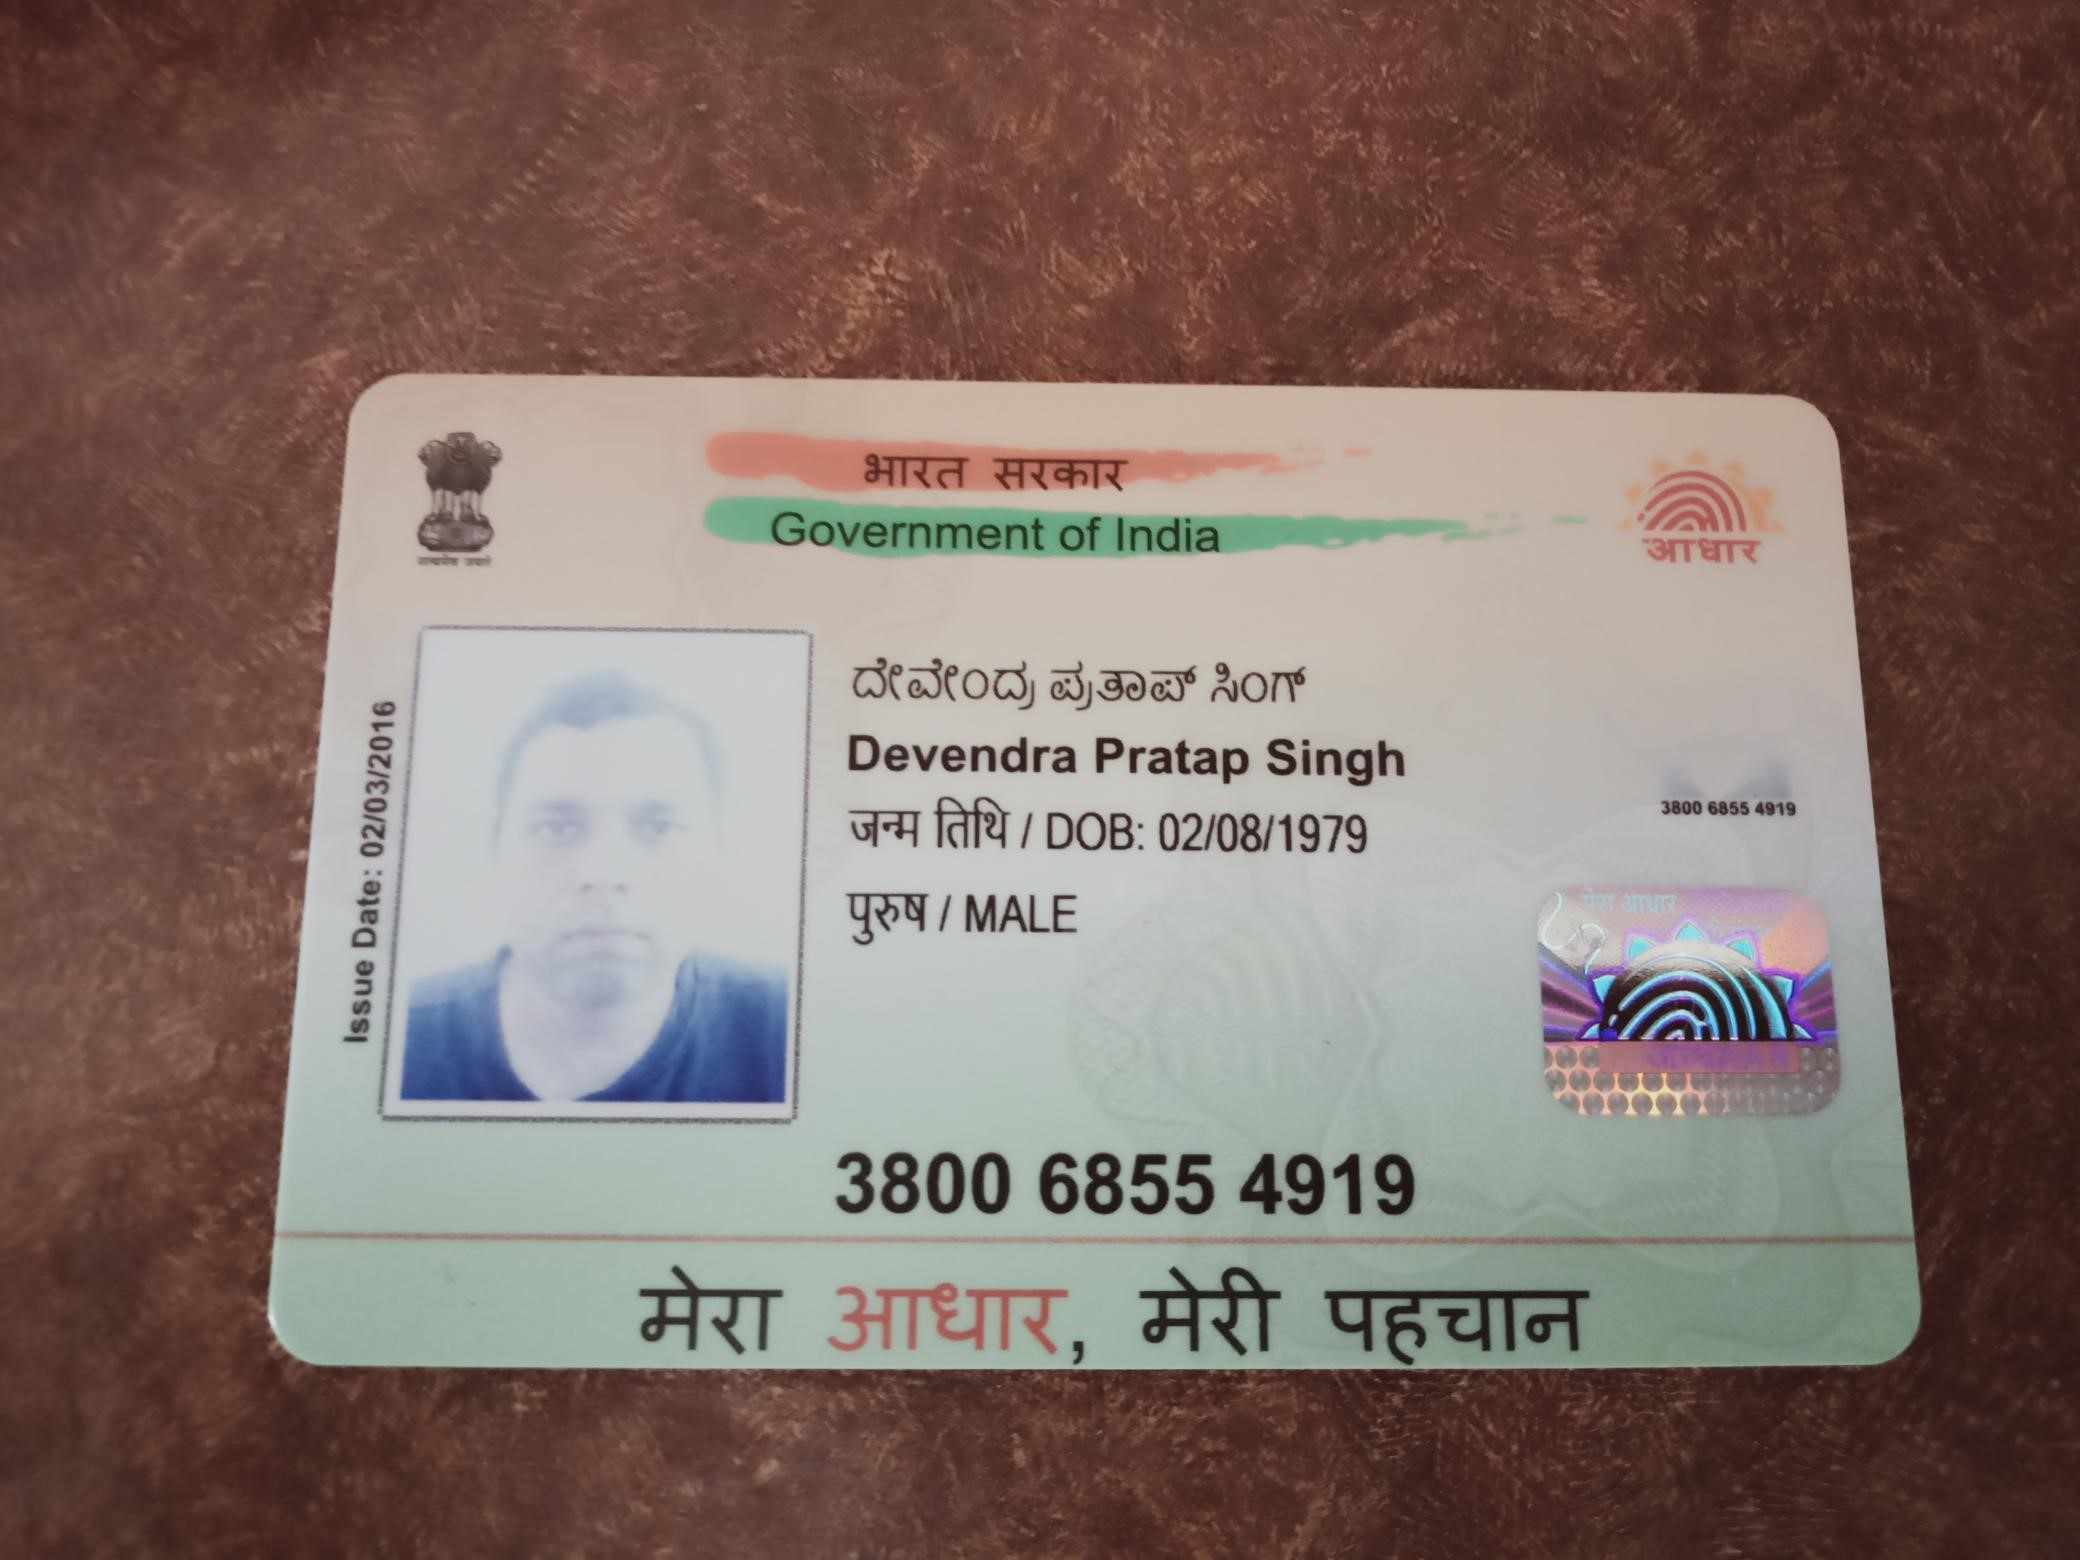 भारत सरकार
Government of India
सत्यमेव जयते
आधार
Issue Date: 02/03/2016
ದೇವೇಂದ್ರ ಪ್ರತಾಪ್ ಸಿಂಗ್
Devendra Pratap Singh
जन्म तिथि / DOB: 02/08/1979
पुरुष / MALE
3800 6855 4919
मेरा आधार
3800 6855 4919
मेरा आधार, मेरी पहचान